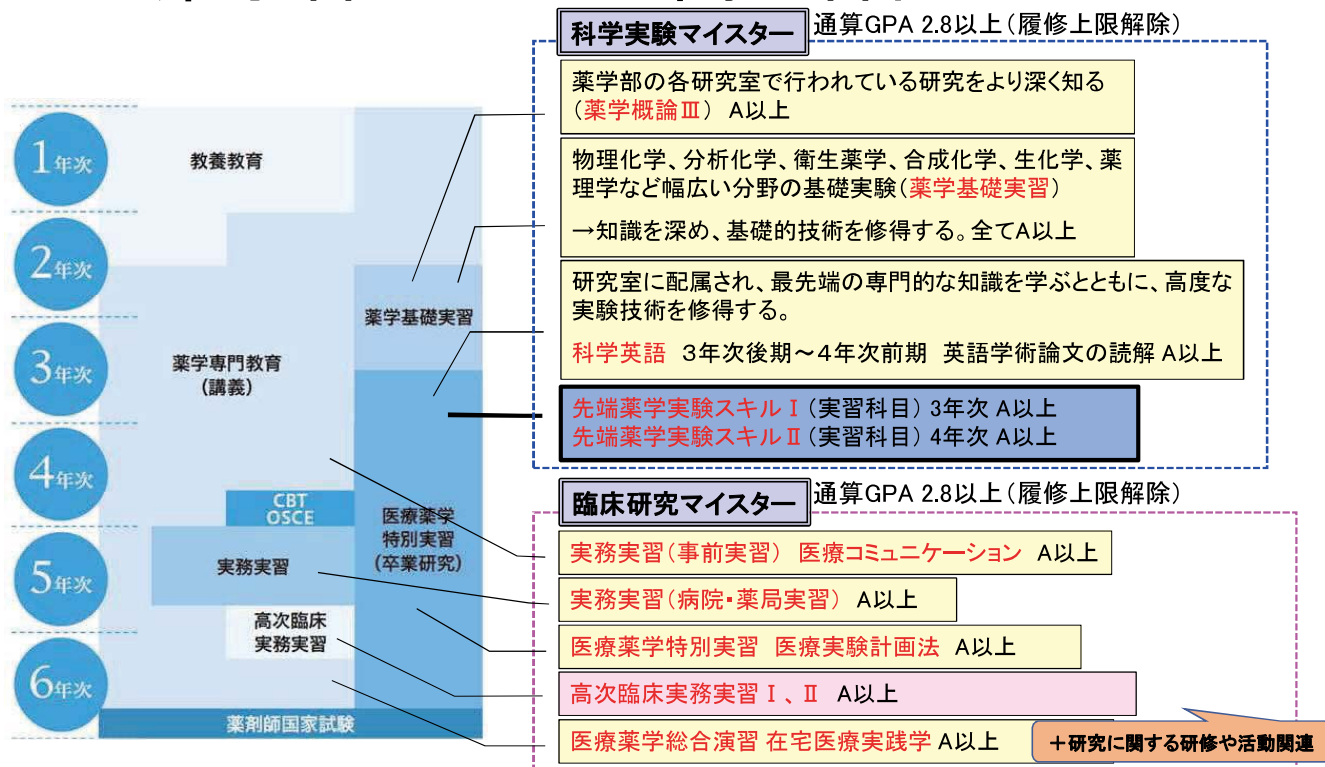 科学実験マイスター 通算GPA 2.8以上(履修上限解除)
薬学部の各研究室で行われている研究をより深く知る
(薬学概論Ⅲ) A以上
物理化学、分析化学、衛生薬学、合成化学、生化学、薬
理学など幅広い分野の基礎実験(薬学基礎実習)
→知識を深め、基礎的技術を修得する。全てA以上
研究室に配属され、最先端の専門的な知識を学ぶとともに、高度な
実験技術を修得する。
科学英語 3年次後期～4年次前期 英語学術論文の読解 A以上
先端薬学実験スキルⅠ(実習科目) 3年次 A以上
先端薬学実験スキルⅡ(実習科目) 4年次 A以上
臨床研究マイスター 通算GPA 2.8以上(履修上限解除)
実務実習(事前実習) 医療コミュニケーション A以上
実務実習(病院・薬局実習) A以上
医療薬学特別実習 医療実験計画法 A以上
高次臨床実務実習Ⅰ、Ⅱ A以上
医療薬学総合演習 在宅医療実践学 A以上
＋研究に関する研修や活動関連
1年次
2年次
3年次
4年次
5年次
6年次
教養教育
薬学基礎実習
薬学専門教育
(講義)
CBT
OSCE
医療薬学
特別実習
(卒業研究)
実務実習
高次臨床
実務実習
薬剤師国家試験